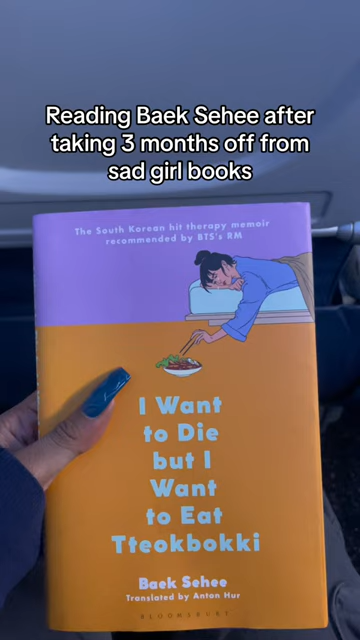 Reading Baek Sehee after
taking 3 months off from
sad girl books
The South Korean hit therapy memoir
recommended by BTS's RM
I Want
to Die
but I
Want
to Eat
Tteokbokki
Baek Sehee
Translated by Anton Hur
BLOOMSBURY